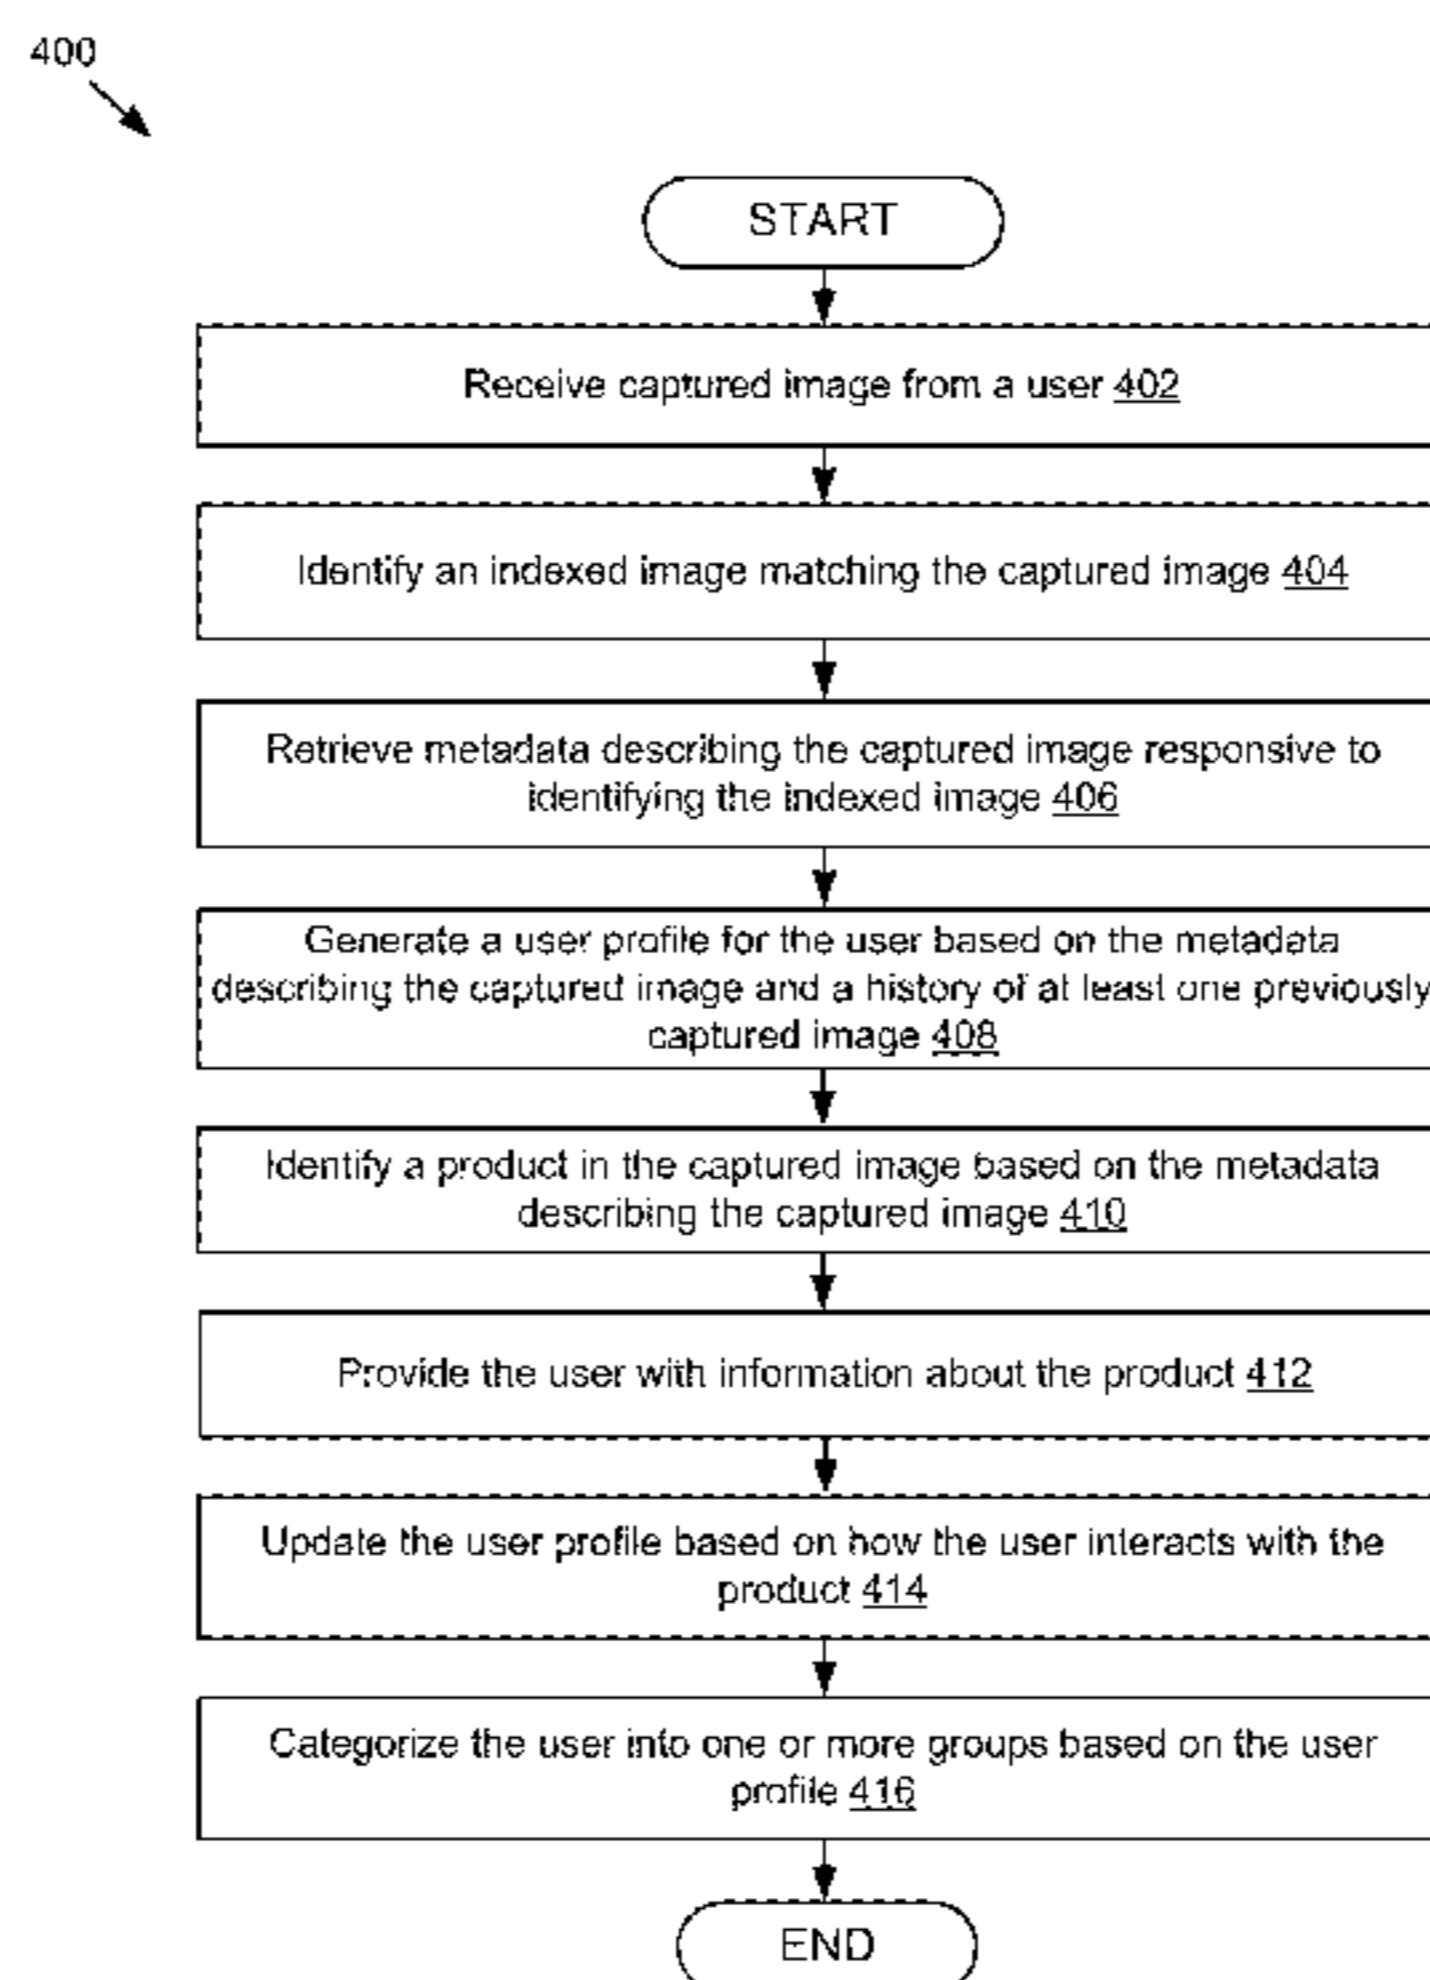 400
START
Receive captured image from a user 402
Identify an indexed image matching the captured image 404
Retrieve metadata describing the captured image responsive to
identifying the indexed image 406
Generate a user profile for the user based on the metadata
describing the captured image and a history of at least one previously
captured image 408
Identify a product in the captured image based on the metadata
describing the captured image 410
Provide the user with information about the product 412
Update the user profile based on how the user interacts with the
product 414
Categorize the user into one or more groups based on the user
profile 416
END